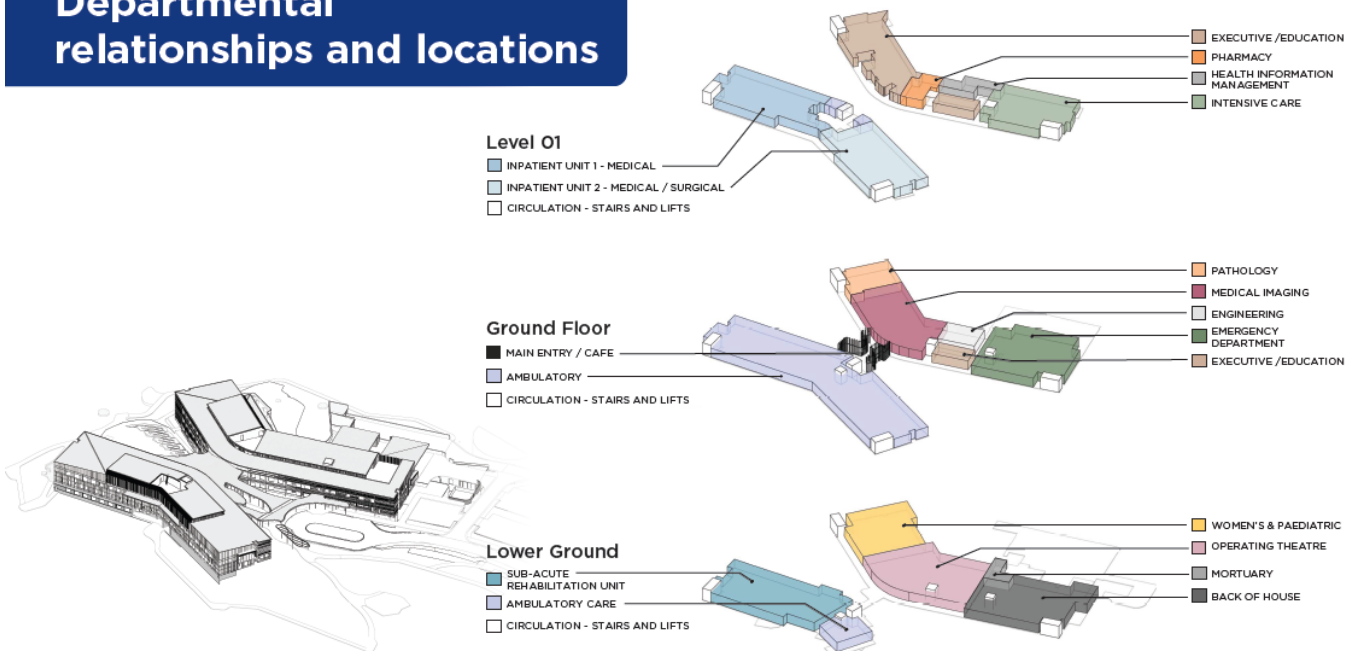 Departmental
relationships and locations
Level 01
INPATIENT UNIT 1 - MEDICAL
INPATIENT UNIT 2 - MEDICAL / SURGICAL
CIRCULATION - STAIRS AND LIFTS
EXECUTIVE /EDUCATION
PHARMACY
HEALTH INFORMATION
MANAGEMENT
INTENSIVE CARE
Ground Floor
MAIN ENTRY / CAFE
AMBULATORY
CIRCULATION - STAIRS AND LIFTS
PATHOLOGY
MEDICAL IMAGING
ENGINEERING
EMERGENCY
DEPARTMENT
EXECUTIVE /EDUCATION
Lower Ground
SUB-ACUTE
REHABILITATION UNIT
AMBULATORY CARE
CIRCULATION - STAIRS AND LIFTS
WOMEN'S & PAEDIATRIC
OPERATING THEATRE
MORTUARY
BACK OF HOUSE